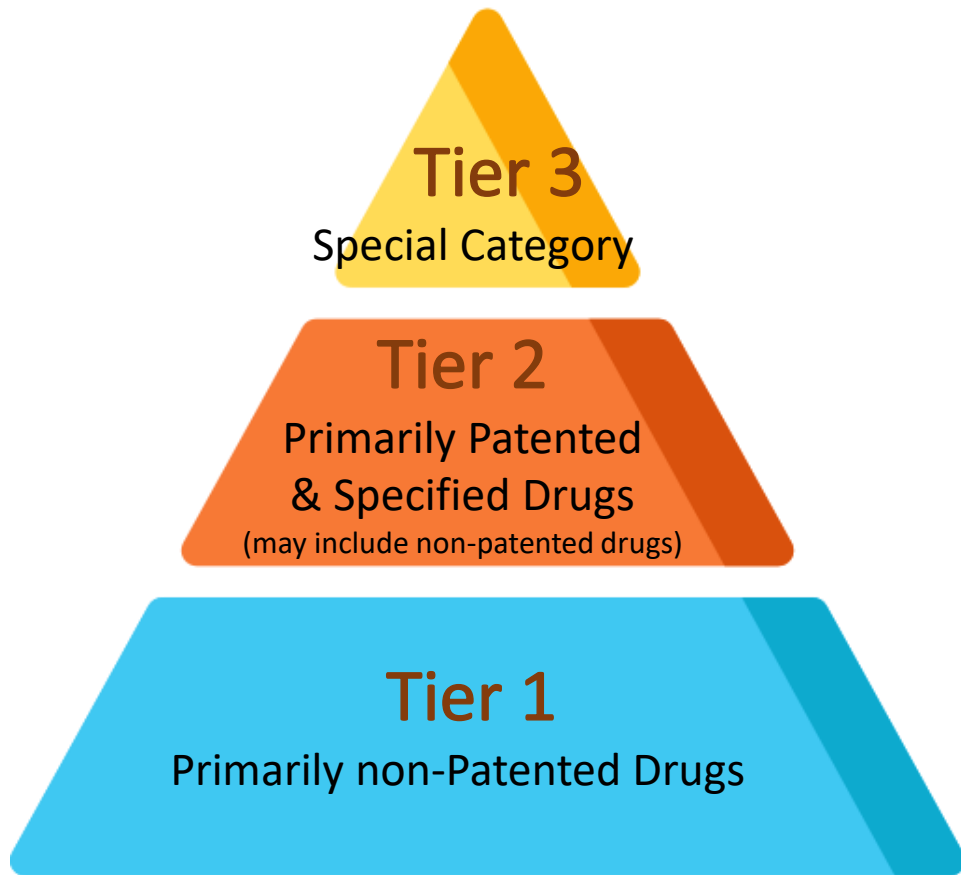 Tier 3
Special Category
Tier 2
Primarily Patented
& Specified Drugs
(may include non-patented drugs)
Tier 1
Primarily non-Patented Drugs